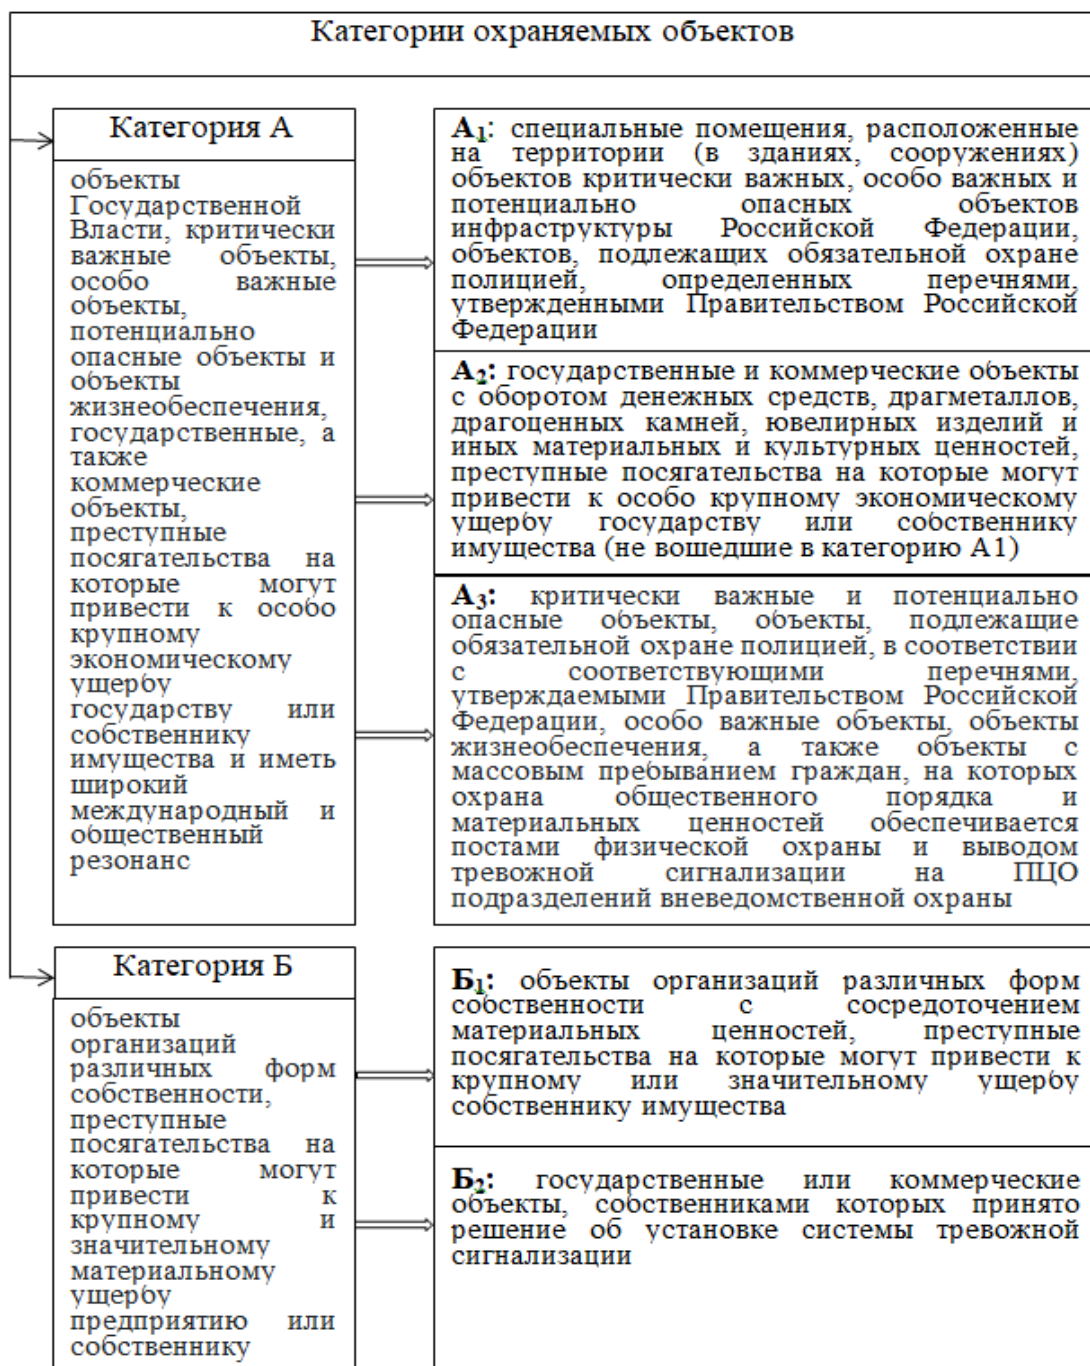 Категории охраняемых объектов
Категория А
объекты
Государственной
Власти, критически
важные объекты,
особо важные
объекты,
потенциально
опасные объекты и
объекты
жизнеобеспечения,
государственные, а
также
коммерческие
объекты,
преступные
посягательства на
которые могут
привести к особо
крупному
экономическому
ущербу
государству или
собственнику
имущества и иметь
широкий
международный и
общественный
резонанс
А1: специальные помещения, расположенные
на территории (в зданиях, сооружениях)
объектов критически важных, особо важных и
потенциально опасных объектов
инфраструктуры Российской Федерации,
объектов, подлежащих обязательной охране
полицией, определенных перечнями,
утвержденными Правительством Российской
Федерации
А2: государственные и коммерческие объекты
с оборотом денежных средств, драгметаллов,
драгоценных камней, ювелирных изделий и
иных материальных и культурных ценностей,
преступные посягательства на которые могут
привести к особо крупному экономическому
ущербу государству или собственнику
имущества (не вошедшие в категорию А1)
А3: критически важные и потенциально
опасные объекты, объекты, подлежащие
обязательной охране полицией, в соответствии
с соответствующими перечнями,
утверждаемыми Правительством Российской
Федерации, особо важные объекты, объекты
жизнеобеспечения, а также объекты с
массовым пребыванием граждан, на которых
охрана общественного порядка и
материальных ценностей обеспечивается
постами физической охраны и выводом
тревожной сигнализации на ПЦО
подразделений вневедомственной охраны
Категория Б
объекты
организаций
различных форм
собственности,
преступные
посягательства на
которые могут
привести к
крупному и
значительному
материальному
ущербу
предприятию или
собственнику
Б1: объекты организаций различных форм
собственности с сосредоточением
материальных ценностей, преступные
посягательства на которые могут привести к
крупному или значительному ущербу
собственнику имущества
Б2: государственные или коммерческие
объекты, собственниками которых принято
решение об установке системы тревожной
сигнализации